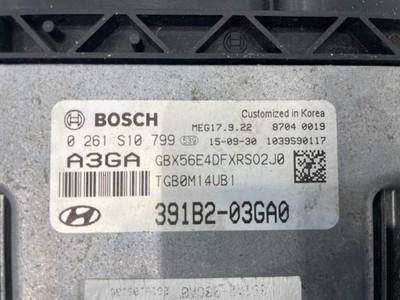 BOSCH
Customized in Korea
MEG17.9.22 8704 0019
0 261 S10 799 539 15-09-30 1039S90117
A3GA GBX56E4DFXRS02J0
TGB0M14UB1
391B2-03GA0